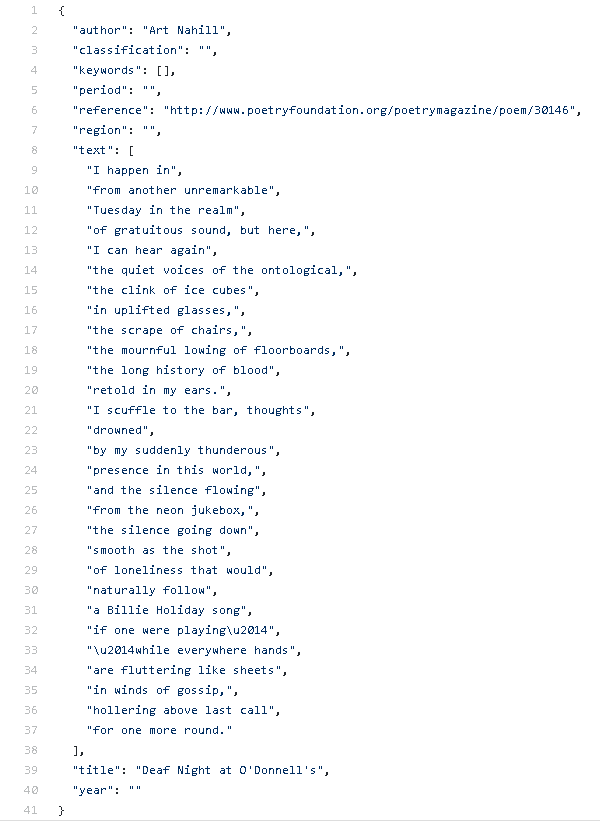 1 {
2 "author": "Art Nahill",
3 "classification": "",
4 "keywords": [],
5 "period": "",
6 "reference": "http://www.poetryfoundation.org/poetrymagazine/poem/30146",
7 "region": "",
8 "text": [
9 "I happen in",
10 "from another unremarkable",
11 "Tuesday in the realm",
12 "of gratuitous sound, but here,",
13 "I can hear again",
14 "the quiet voices of the ontological,",
15 "the clink of ice cubes",
16 "in uplifted glasses,",
17 "the scrape of chairs,",
18 "the mournful lowing of floorboards,",
19 "the long history of blood",
20 "retold in my ears.",
21 "I scuffle to the bar, thoughts",
22 "drowned",
23 "by my suddenly thunderous",
24 "presence in this world,",
25 "and the silence flowing",
26 "from the neon jukebox,",
27 "the silence going down",
28 "smooth as the shot",
29 "of loneliness that would",
30 "naturally follow",
31 "a Billie Holiday song",
32 "if one were playing\u2014",
33 "\u2014while everywhere hands",
34 "are fluttering like sheets",
35 "in winds of gossip,",
36 "hollering above last call",
37 "for one more round."
38 ],
39 "title": "Deaf Night at O'Donnell's",
40 "year": ""
41 }